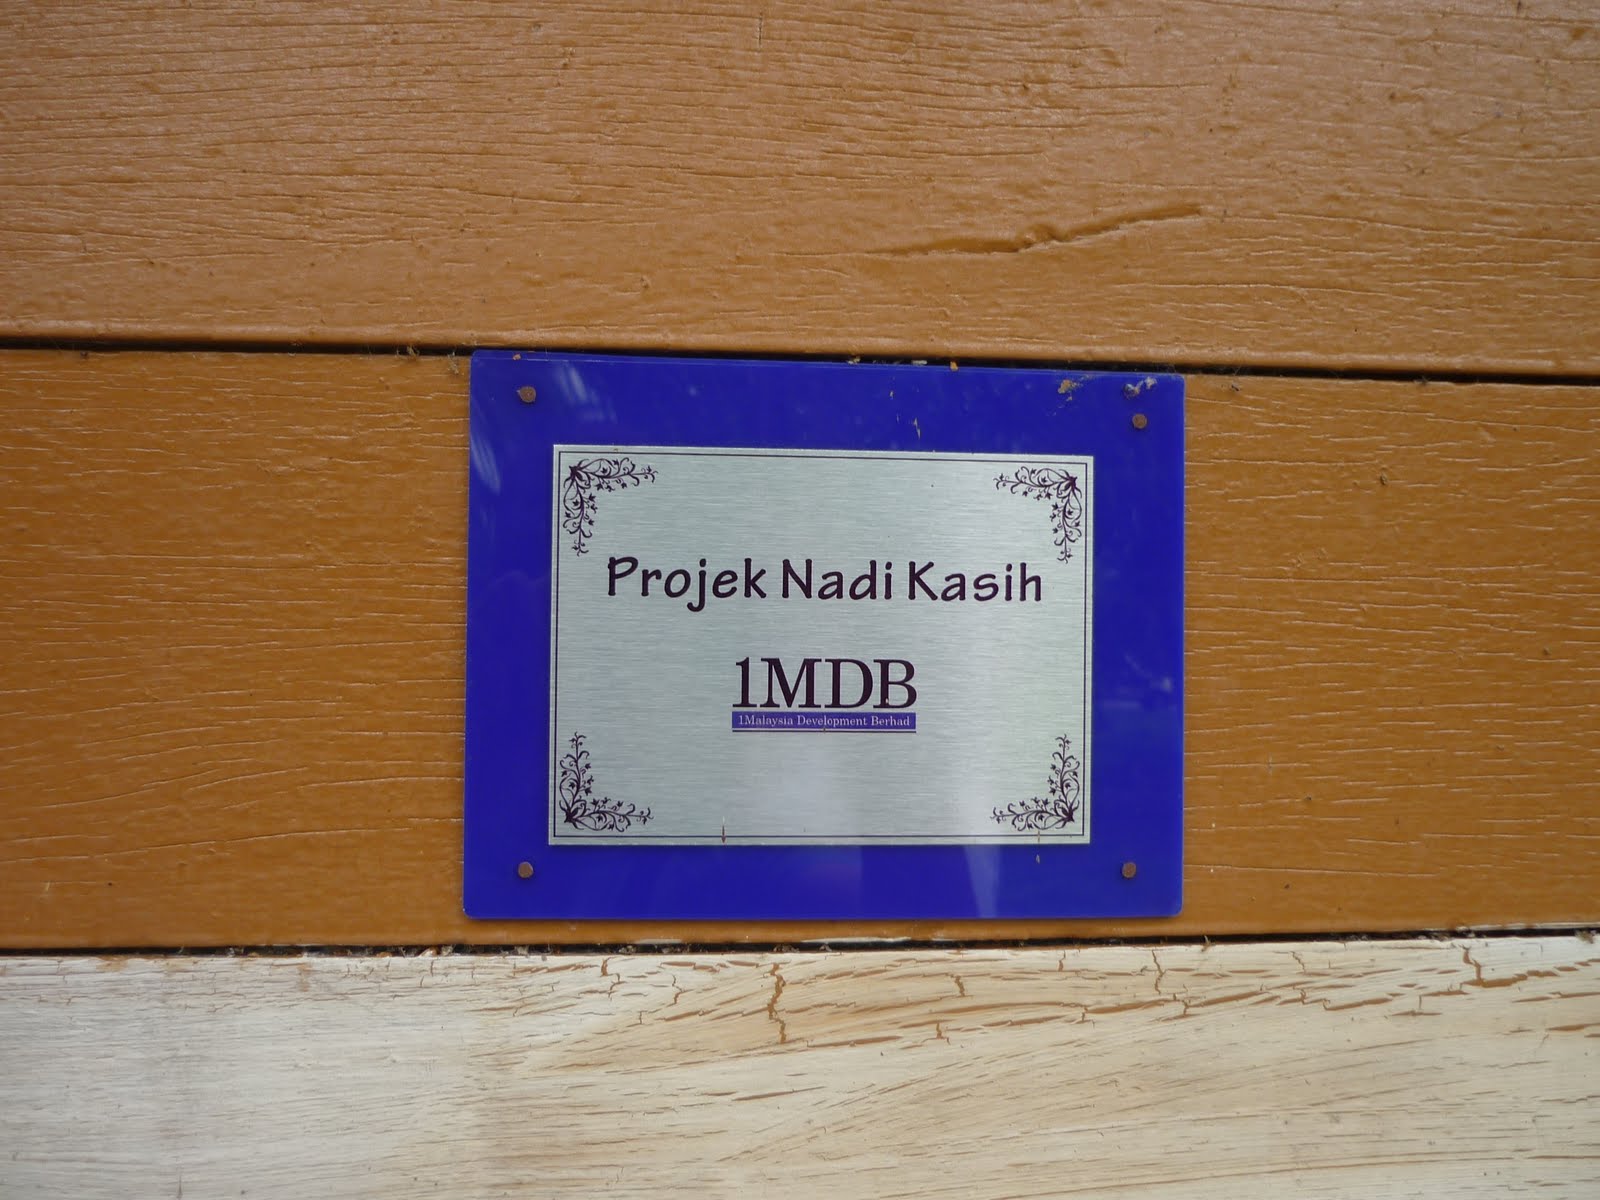 Projek Nadi Kasih
1MDB
1Malaysia Development Berhad